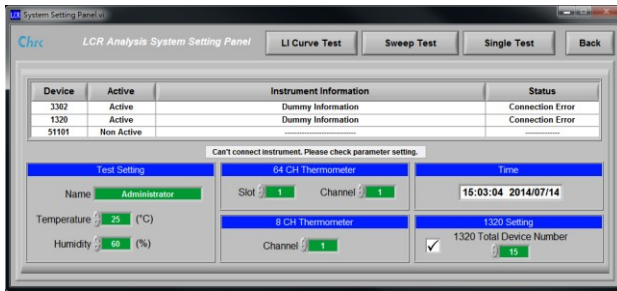 System Setting Panel.vi
Chrc LCR Analysis System Setting Panel LI Curve Test Sweep Test Single Test Back
Device Active Instrument Information Status
3302 Active Dummy Information Connection Error
1320 Active Dummy Information Connection Error
51101 Non Active -------------------------- -------------
Can't connect instrument. Please check parameter setting.
Test Setting 64 CH Thermometer Time
Name Administrator Slot 1 Channel 1 15:03:04 2014/07/14
Temperature 25 (°C) 8 CH Thermometer 1320 Setting
Humidity 60 (%) Channel 1 1320 Total Device Number
15